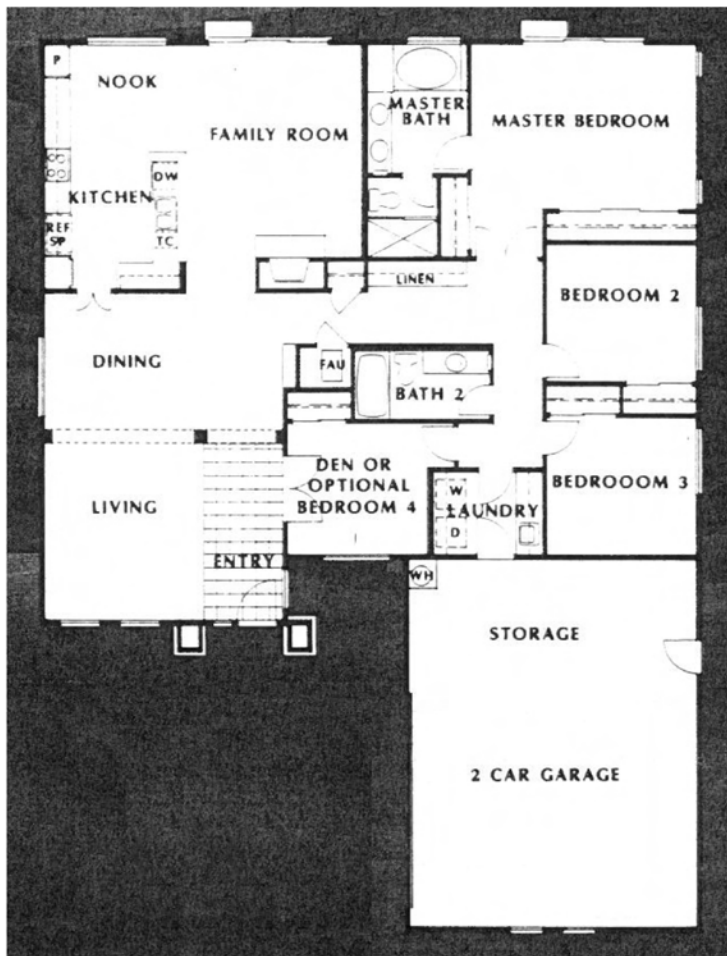 P
NOOK
FAMILY ROOM
MASTER
BATH
MASTER BEDROOM
KITCHEN
DW
REF
SP
TC
LINEN
BEDROOM 2
DINING
FAU
BATH 2
LIVING
DEN OR
OPTIONAL
BEDROOM 4
W
LAUNDRY
D
BEDROOOM 3
ENTRY
WH
STORAGE
2 CAR GARAGE